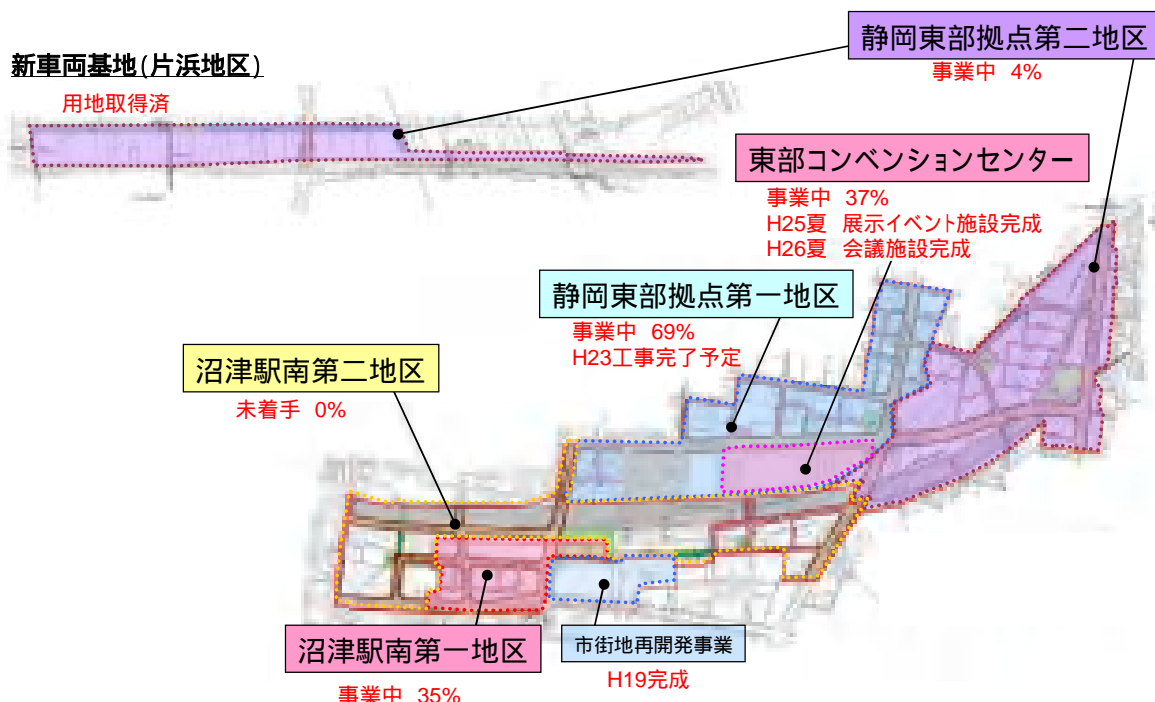 静岡東部拠点第二地区
事業中 4%
新車両基地(片浜地区)
用地取得済
東部コンベンションセンター
事業中 37%
H25夏 展示イベント施設完成
H26夏 会議施設完成
静岡東部拠点第一地区
事業中 69%
H23工事完了予定
沼津駅南第二地区
未着手 0%
沼津駅南第一地区
事業中 35%
市街地再開発事業
H19完成